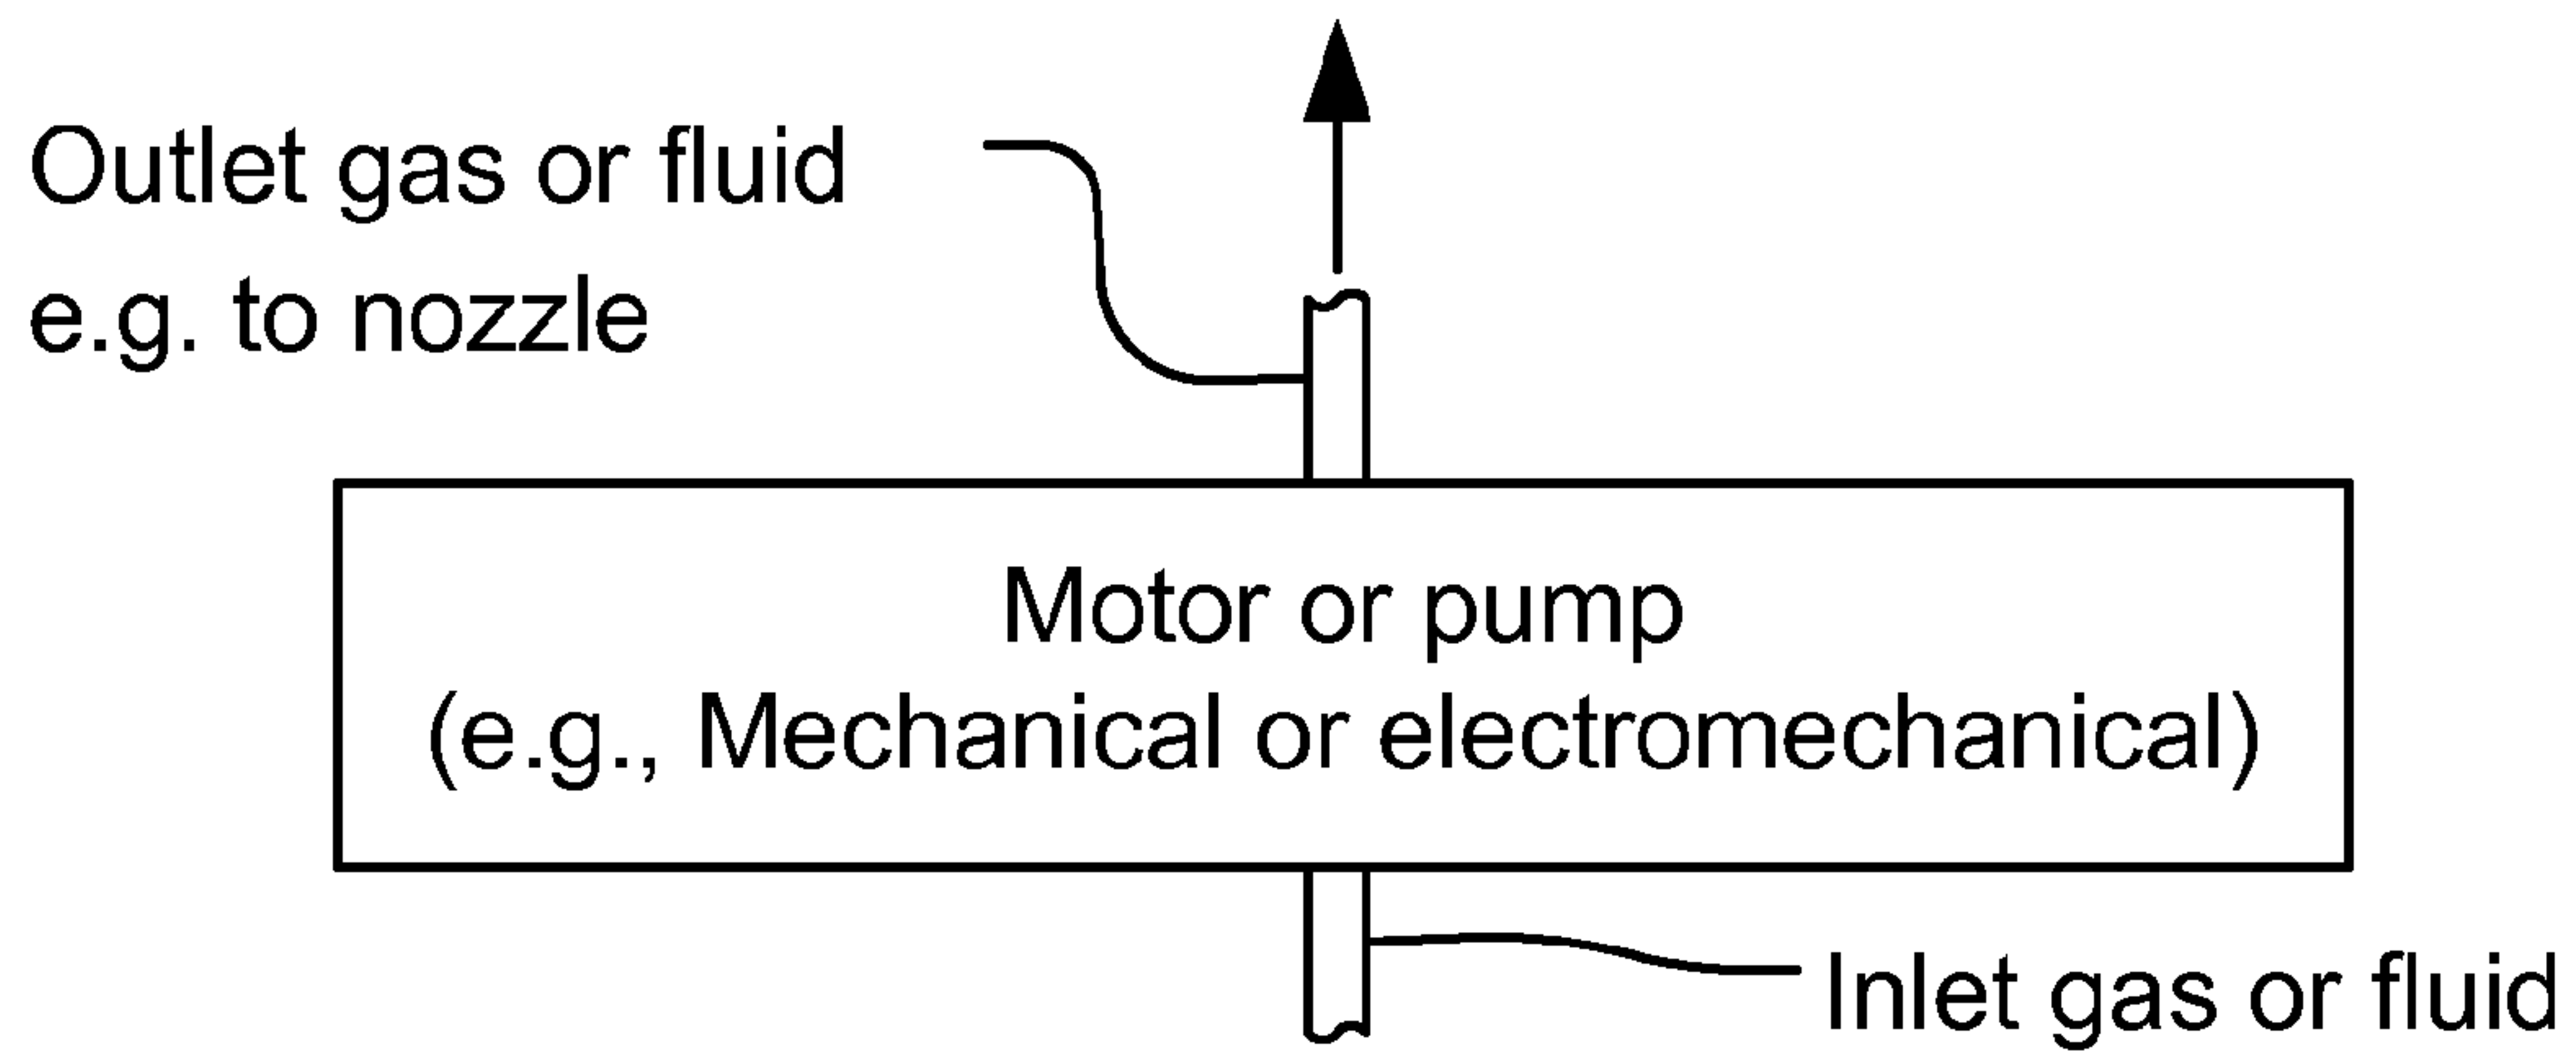 Outlet gas or fluid
e.g. to nozzle
Motor or pump
(e.g., Mechanical or electromechanical)
Inlet gas or fluid